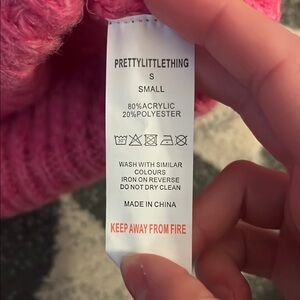 PRETTYLITTLETHING
S
SMALL
80%ACRYLIC
20%POLYESTER
WASH WITH SIMILAR
COLOURS
IRON ON REVERSE
DO NOT DRY CLEAN
MADE IN CHINA
KEEP AWAY FROM FIRE